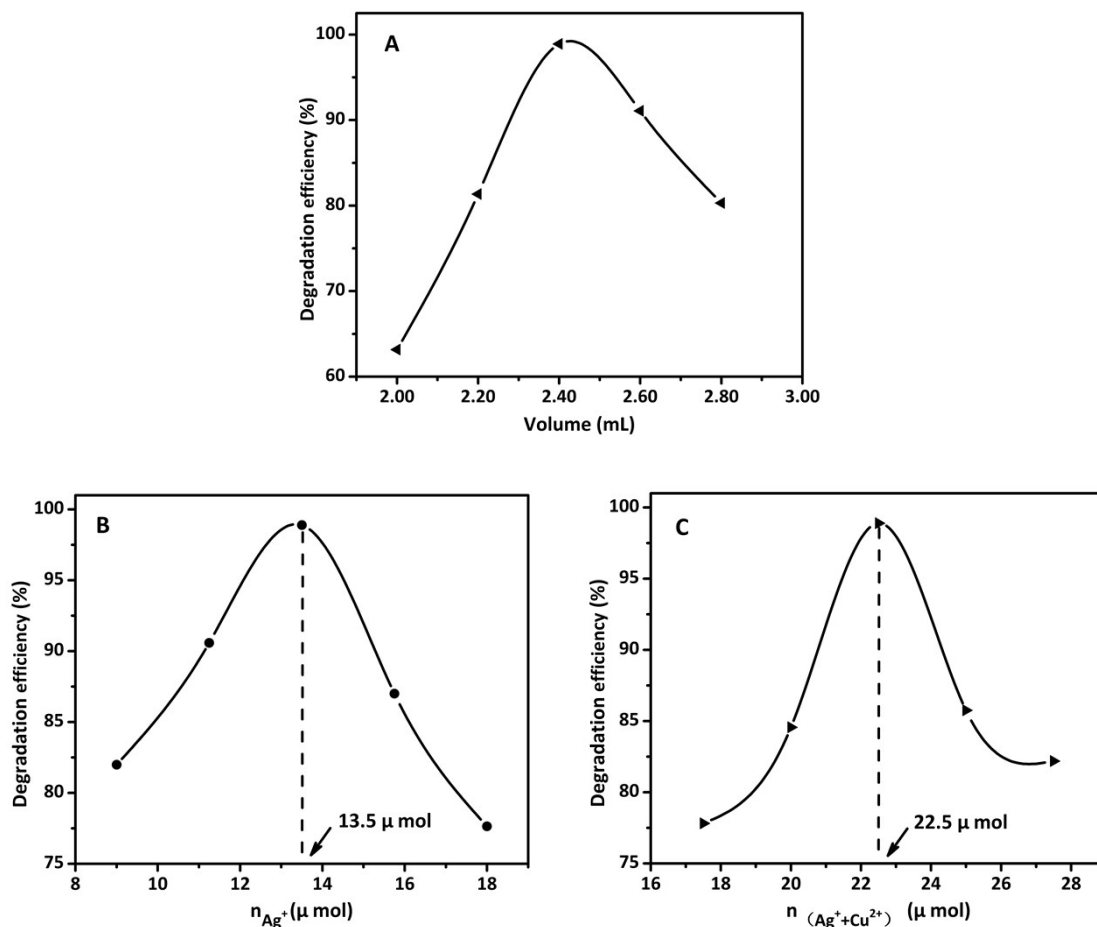 A
Degradation efficiency (%)
100
90
80
70
60
2.00 2.20 2.40 2.60 2.80 3.00
Volume (mL)
B
Degradation efficiency (%)
100
95
90
85
80
75
13.5 μ mol
8 10 12 14 16 18
n Ag⁺ (μ mol)
C
Degradation efficiency (%)
100
95
90
85
80
75
22.5 μ mol
16 18 20 22 24 26 28
n （Ag⁺+Cu²⁺） (μ mol)